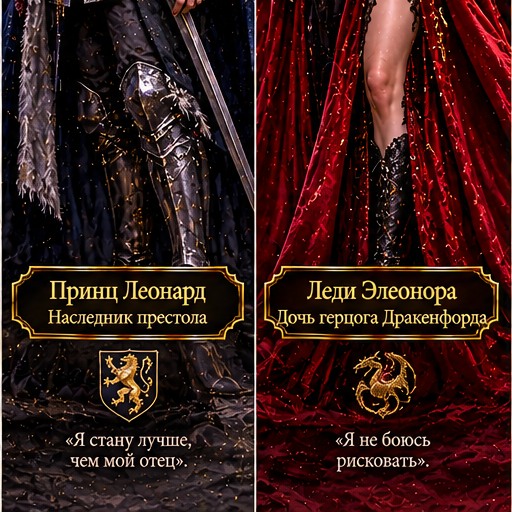 Принц Леонард
Наследник престола
«Я стану лучше,
чем мой отец».
Леди Элеонора
Дочь герцога Дракенфорда
«Я не боюсь
рисковать».